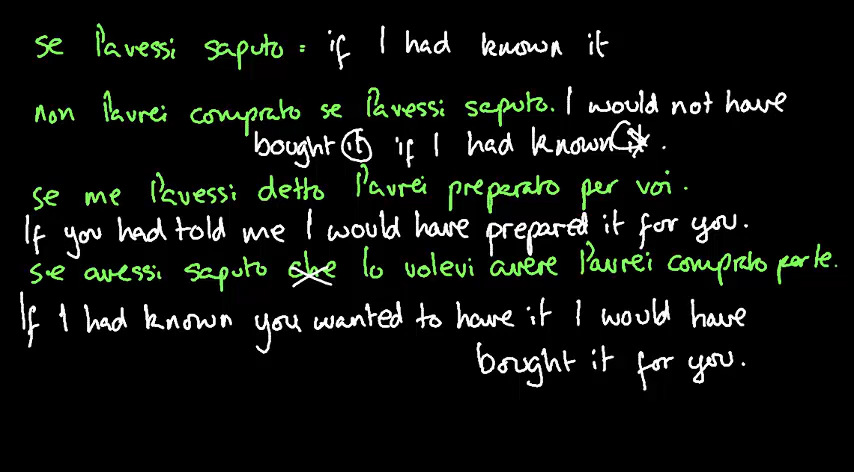 se l'avessi saputo = if I had known it
non l'avrei comprato se l'avessi saputo. I would not have
bought it if I had known .
se me l'avessi detto l'avrei preparato per voi.
If you had told me I would have prepared it for you.
se avessi saputo che lo volevi avere l'avrei comprato per te.
If I had known you wanted to have it I would have
bought it for you.